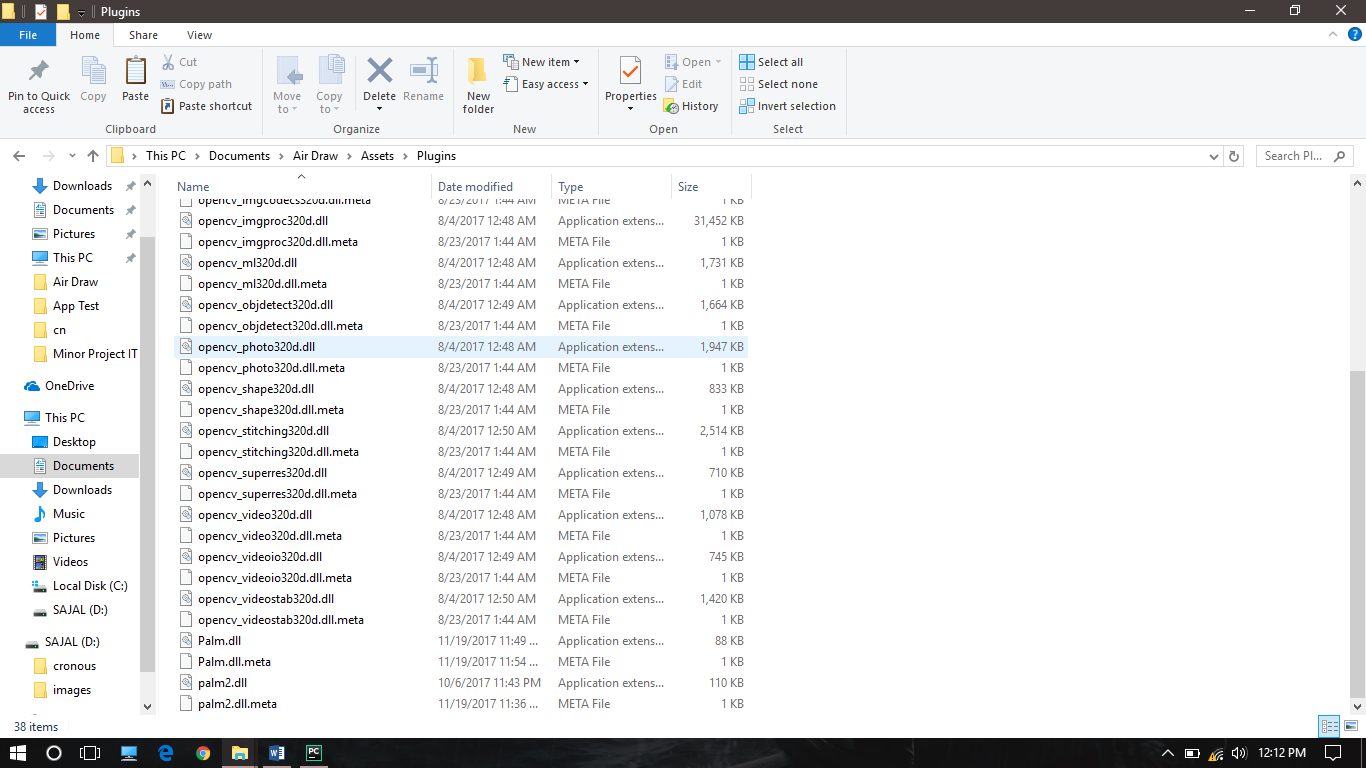 Plugins
File Home Share View
Pin to Quick access
Copy
Paste
Cut
Copy path
Paste shortcut
Clipboard
Move to
Copy to
Delete
Rename
Organize
New folder
New item
Easy access
New
Properties
Open
Edit
History
Open
Select all
Select none
Invert selection
Select
This PC Documents Air Draw Assets Plugins
Search Pl...
Downloads
Documents
Pictures
This PC
Air Draw
App Test
cn
Minor Project IT
OneDrive
This PC
Desktop
Documents
Downloads
Music
Pictures
Videos
Local Disk (C:)
SAJAL (D:)
SAJAL (D:)
cronous
images
Name Date modified Type Size
opencv_imgcodecs320d.dll.meta 8/23/2017 1:44 AM META File 1 KB
opencv_imgproc320d.dll 8/4/2017 12:48 AM Application extens... 31,452 KB
opencv_imgproc320d.dll.meta 8/23/2017 1:44 AM META File 1 KB
opencv_ml320d.dll 8/4/2017 12:48 AM Application extens... 1,731 KB
opencv_ml320d.dll.meta 8/23/2017 1:44 AM META File 1 KB
opencv_objdetect320d.dll 8/4/2017 12:49 AM Application extens... 1,664 KB
opencv_objdetect320d.dll.meta 8/23/2017 1:44 AM META File 1 KB
opencv_photo320d.dll 8/4/2017 12:48 AM Application extens... 1,947 KB
opencv_photo320d.dll.meta 8/23/2017 1:44 AM META File 1 KB
opencv_shape320d.dll 8/4/2017 12:48 AM Application extens... 833 KB
opencv_shape320d.dll.meta 8/23/2017 1:44 AM META File 1 KB
opencv_stitching320d.dll 8/4/2017 12:50 AM Application extens... 2,514 KB
opencv_stitching320d.dll.meta 8/23/2017 1:44 AM META File 1 KB
opencv_superres320d.dll 8/4/2017 12:49 AM Application extens... 710 KB
opencv_superres320d.dll.meta 8/23/2017 1:44 AM META File 1 KB
opencv_video320d.dll 8/4/2017 12:48 AM Application extens... 1,078 KB
opencv_video320d.dll.meta 8/23/2017 1:44 AM META File 1 KB
opencv_videoio320d.dll 8/4/2017 12:49 AM Application extens... 745 KB
opencv_videoio320d.dll.meta 8/23/2017 1:44 AM META File 1 KB
opencv_videostab320d.dll 8/4/2017 12:50 AM Application extens... 1,420 KB
opencv_videostab320d.dll.meta 8/23/2017 1:44 AM META File 1 KB
Palm.dll 11/19/2017 11:49 ... Application extens... 88 KB
Palm.dll.meta 11/19/2017 11:54 ... META File 1 KB
palm2.dll 10/6/2017 11:43 PM Application extens... 110 KB
palm2.dll.meta 11/19/2017 11:36 ... META File 1 KB
38 items
12:12 PM